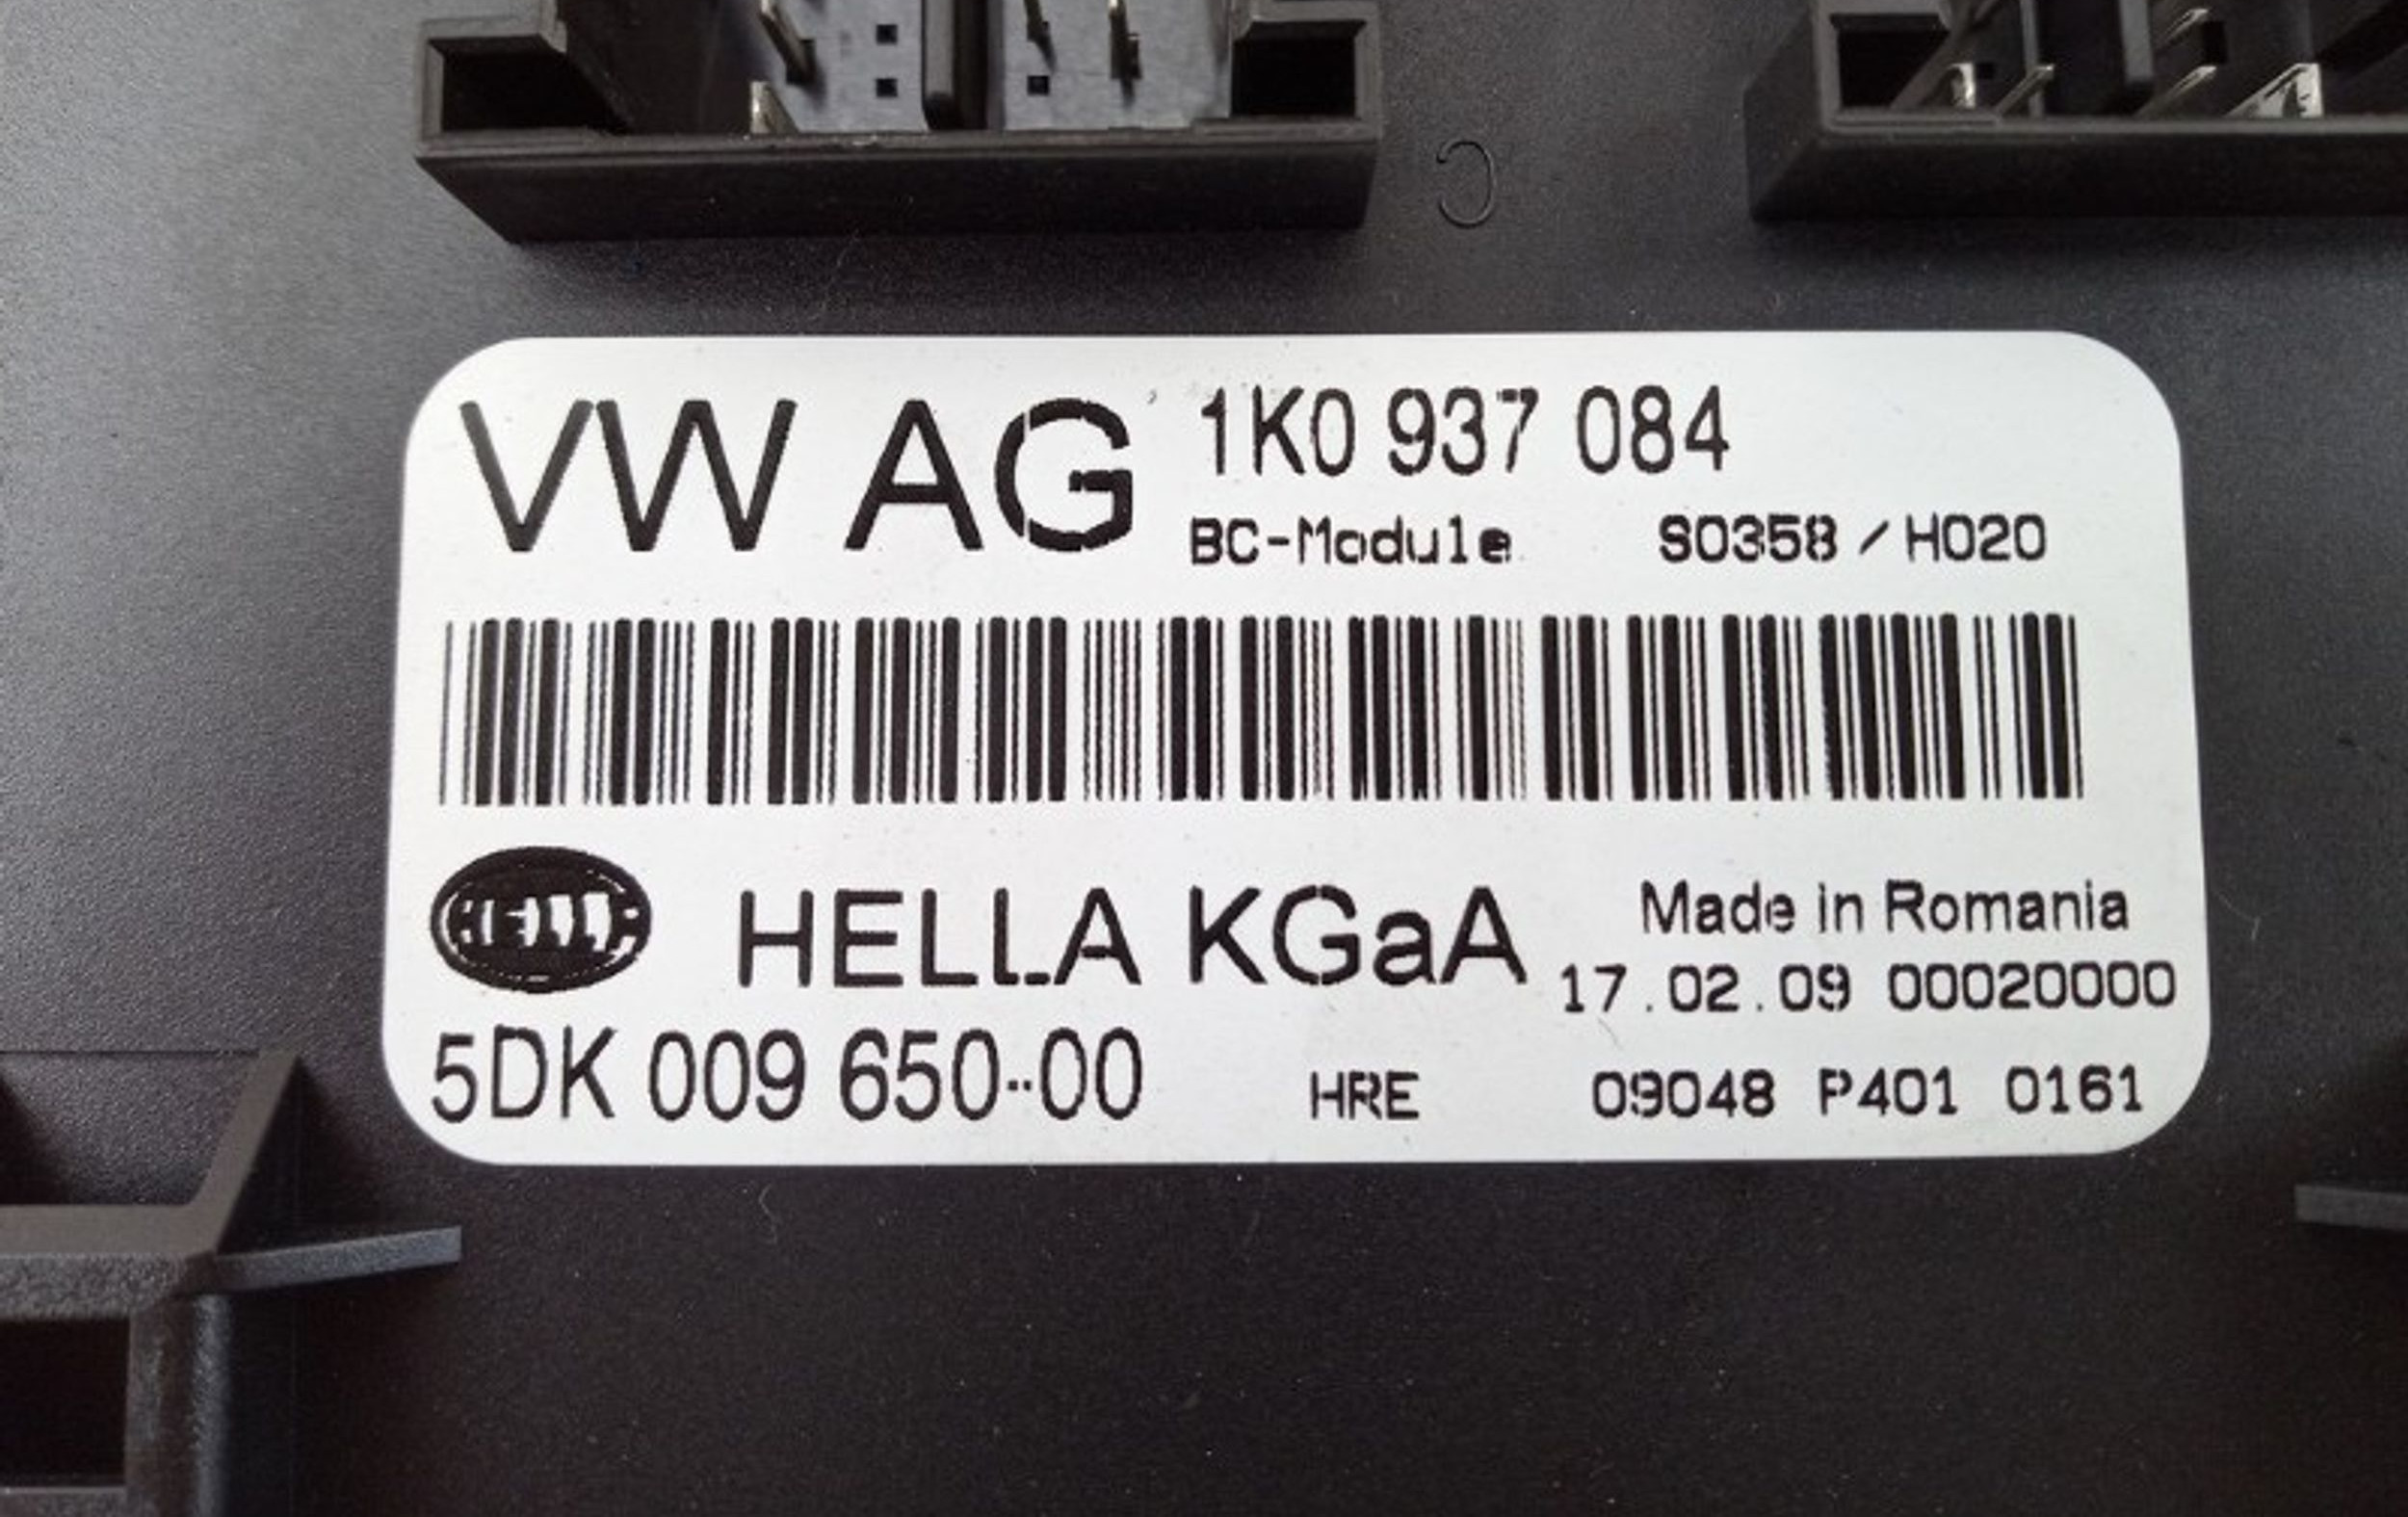 C
VW AG 1K0 937 084
BC-Module S0358 / H020
HELLA HELLA KGaA Made in Romania
17.02.09 00020000
5DK 009 650-00 HRE 09048 P401 0161